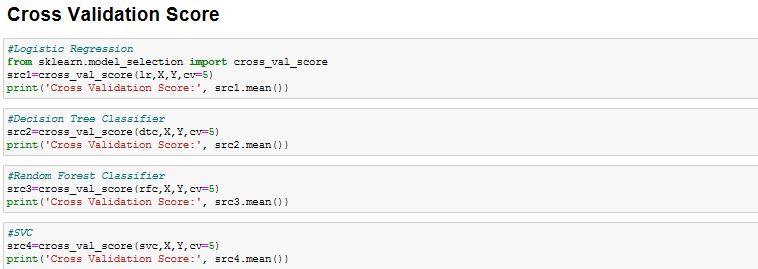 Cross Validation Score
#Logistic Regression
from sklearn.model_selection import cross_val_score
src1=cross_val_score(lr,X,Y,cv=5)
print('Cross Validation Score:', src1.mean())
#Decision Tree Classifier
src2=cross_val_score(dtc,X,Y,cv=5)
print('Cross Validation Score:', src2.mean())
#Random Forest Classifier
src3=cross_val_score(rfc,X,Y,cv=5)
print('Cross Validation Score:', src3.mean())
#SVC
src4=cross_val_score(svc,X,Y,cv=5)
print('Cross Validation Score:', src4.mean())